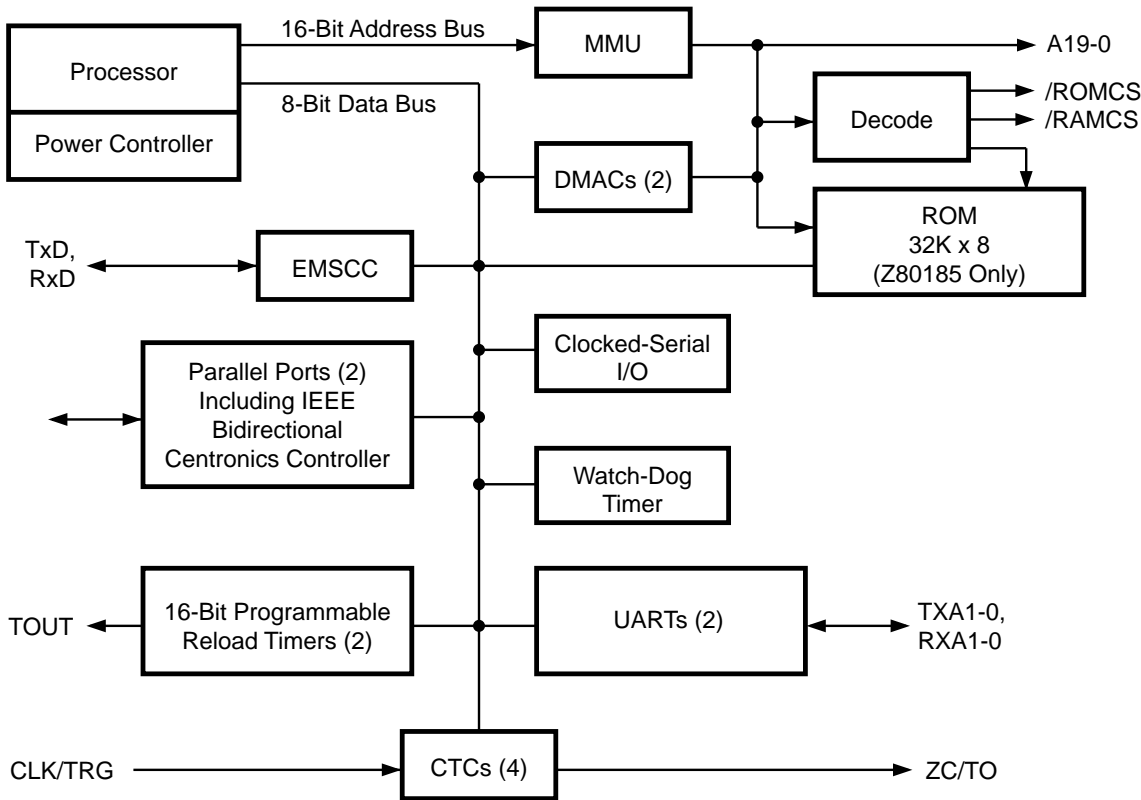 16-Bit Address Bus
MMU
A19-0
Processor
8-Bit Data Bus
Power Controller
Decode
/ROMCS
/RAMCS
DMACs (2)
ROM
32K x 8
(Z80185 Only)
TxD,
RxD
EMSCC
Clocked-Serial
I/O
Parallel Ports (2)
Including IEEE
Bidirectional
Centronics Controller
Watch-Dog
Timer
TOUT
16-Bit Programmable
Reload Timers (2)
UARTs (2)
TXA1-0,
RXA1-0
CLK/TRG
CTCs (4)
ZC/TO